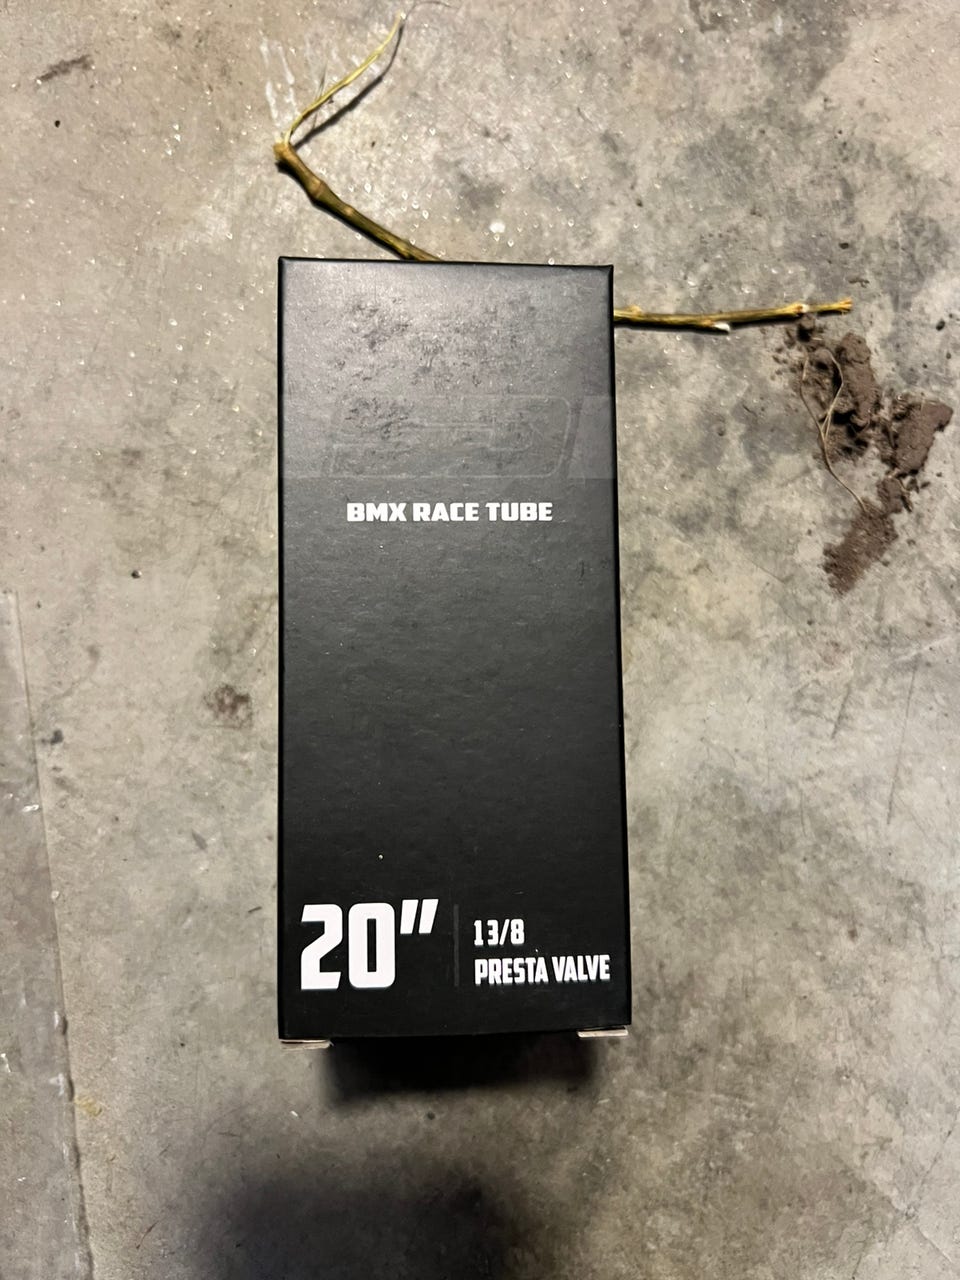 BMX RACE TUBE
20"
13/8
PRESTA VALVE